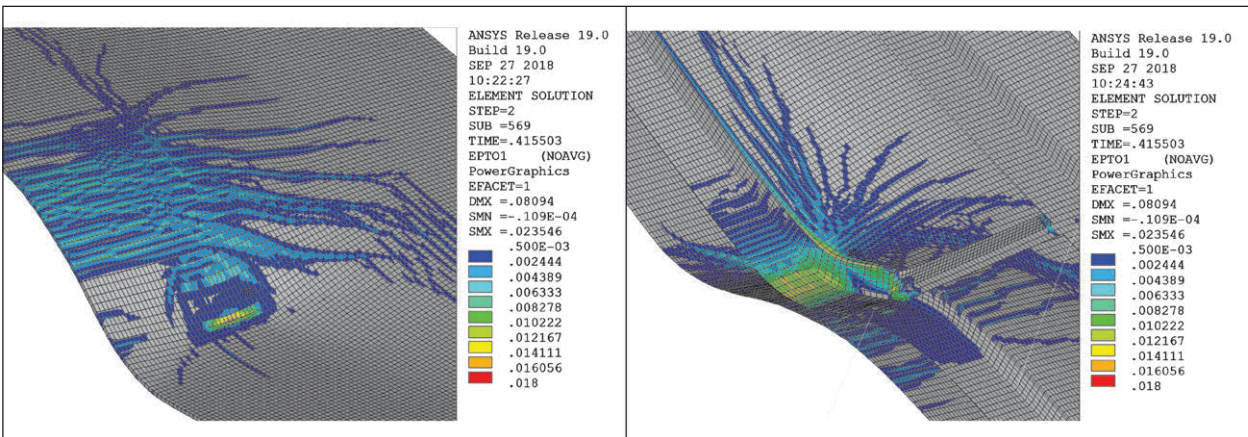 ANSYS Release 19.0
Build 19.0
SEP 27 2018
10:22:27
ELEMENT SOLUTION
STEP=2
SUB =569
TIME=.415503
EPTO1 (NOAVG)
PowerGraphics
EFACET=1
DMX =.08094
SMN =-.109E-04
SMX =.023546
.500E-03
.002444
.004389
.006333
.008278
.010222
.012167
.014111
.016056
.018
ANSYS Release 19.0
Build 19.0
SEP 27 2018
10:24:43
ELEMENT SOLUTION
STEP=2
SUB =569
TIME=.415503
EPTO1 (NOAVG)
PowerGraphics
EFACET=1
DMX =.08094
SMN =-.109E-04
SMX =.023546
.500E-03
.002444
.004389
.006333
.008278
.010222
.012167
.014111
.016056
.018